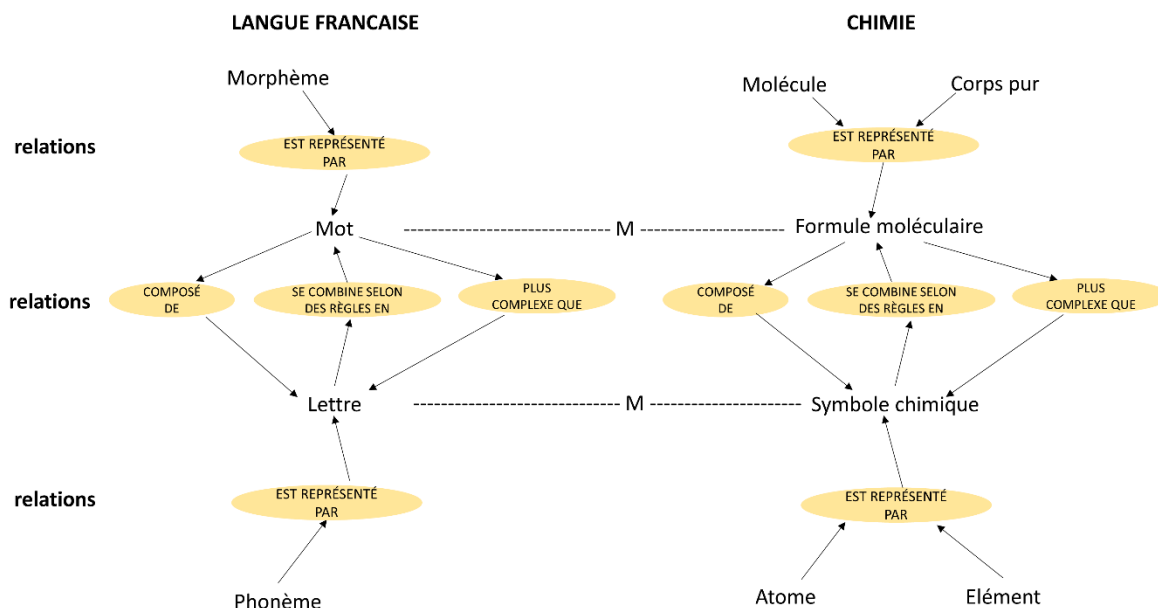 LANGUE FRANCAISE
CHIMIE
Morphème
Molécule
Corps pur
relations
EST REPRÉSENTÉ
PAR
EST REPRÉSENTÉ
PAR
Mot
M
Formule moléculaire
relations
COMPOSÉ
DE
SE COMBINE SELON
DES RÈGLES EN
PLUS
COMPLEXE QUE
COMPOSÉ
DE
SE COMBINE SELON
DES RÈGLES EN
PLUS
COMPLEXE QUE
Lettre
M
Symbole chimique
relations
EST REPRÉSENTÉ
PAR
EST REPRÉSENTÉ
PAR
Phonème
Atome
Elément